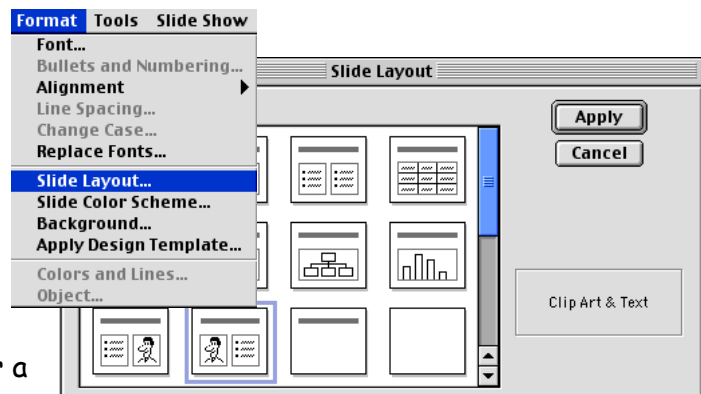 Format Tools Slide Show
Font...
Bullets and Numbering...
Alignment
Line Spacing...
Change Case...
Replace Fonts...
Slide Layout...
Slide Color Scheme...
Background...
Apply Design Template...
Colors and Lines...
Object...
Slide Layout
Apply
Cancel
Clip Art & Text
a